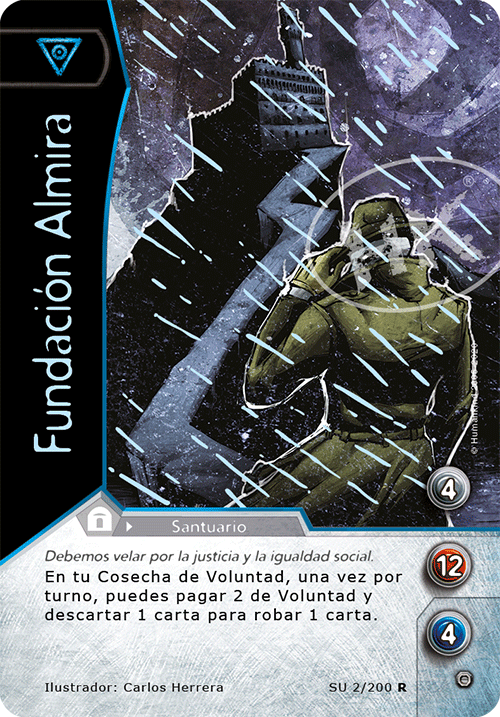 Fundación Almira
4
Santuario
Debemos velar por la justicia y la igualdad social.
En tu Cosecha de Voluntad, una vez por
turno, puedes pagar 2 de Voluntad y
descartar 1 carta para robar 1 carta.
12
4
Ilustrador: Carlos Herrera
SU 2/200 R